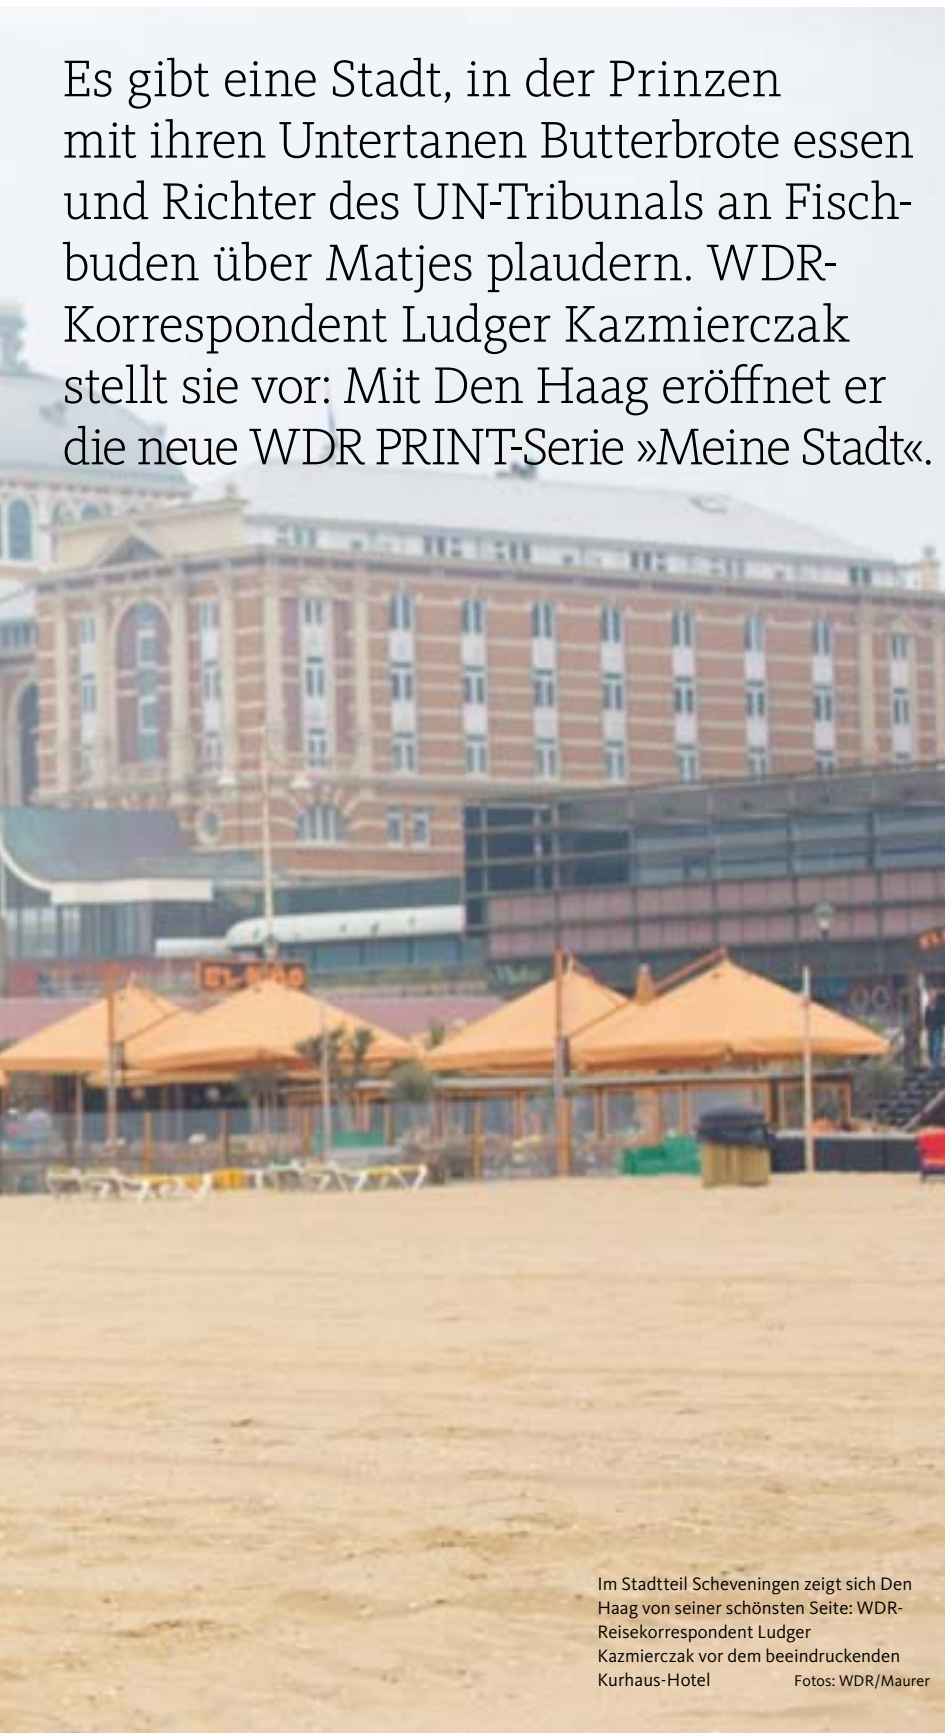 Es gibt eine Stadt, in der Prinzen
mit ihren Untertanen Butterbrote essen
und Richter des UN-Tribunals an Fisch-
buden über Matjes plaudern. WDR-
Korrespondent Ludger Kazmierczak
stellt sie vor: Mit Den Haag eröffnet er
die neue WDR PRINT-Serie »Meine Stadt«.
Im Stadtteil Scheveningen zeigt sich Den
Haag von seiner schönsten Seite: WDR-
Reisekorrespondent Ludger
Kazmierczak vor dem beeindruckenden
Kurhaus-Hotel Fotos: WDR/Maurer